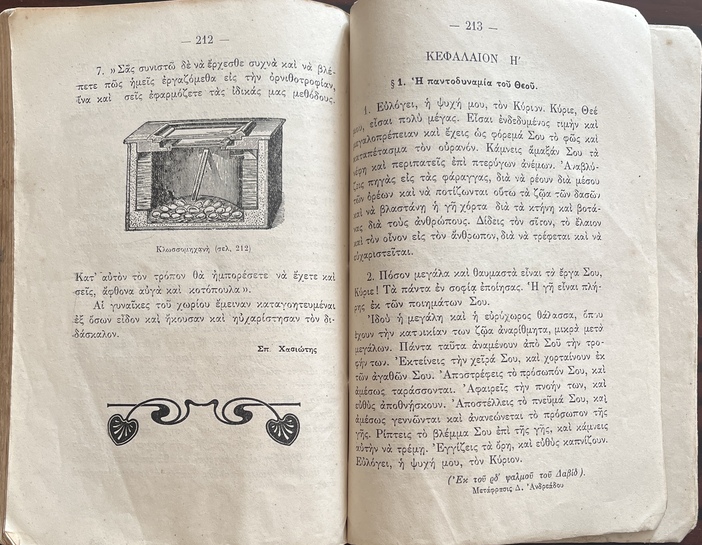 — 212 —
7. »Σᾶς συνιστῶ δὲ νὰ ἔρχεσθε συχνὰ καὶ νὰ βλέ-
πετε πῶς ἡμεῖς ἐργαζόμεθα εἰς τὴν ὀρνιθοτροφίαν,
ἵνα καὶ σεῖς ἐφαρμόζετε τὰς ἰδικάς μας μεθόδους.
Κλωσσομηχανὴ (σελ. 212)
Κατ' αὐτὸν τὸν τρόπον θὰ ἠμπορέσετε νὰ ἔχετε καὶ
σεῖς, ἄφθονα αὐγὰ καὶ κοτόπουλα».
Αἱ γυναῖκες τοῦ χωρίου ἔμειναν καταγοητευμέναι
ἐξ ὅσων εἶδον καὶ ἤκουσαν καὶ ηὐχαρίστησαν τὸν δι-
δάσκαλον.
Σπ. Χασιώτης
— 213 —
ΚΕΦΑΛΑΙΟΝ Η'
§ 1. Ἡ παντοδυναμία τοῦ Θεοῦ.
1. Εὐλόγει, ἡ ψυχή μου, τὸν Κύριον. Κύριε, Θεέ
μου, εἶσαι πολὺ μέγας. Εἶσαι ἐνδεδυμένος τιμὴν καὶ
μεγαλοπρέπειαν καὶ ἔχεις ὡς φόρεμά Σου τὸ φῶς καὶ
καταπέτασμα τὸν οὐρανόν. Κάμνεις ἅμαξάν Σου τὰ
νέφη καὶ περιπατεῖς ἐπὶ πτερύγων ἀνέμων. Ἀναβλύ-
ζεις πηγὰς εἰς τὰς φάραγγας, διὰ νὰ ρέουν διὰ μέσου
τῶν ὀρέων καὶ νὰ ποτίζωνται οὕτω τὰ ζῷα τῶν δασῶν
καὶ νὰ βλαστάνῃ ἡ γῆ χόρτα διὰ τὰ κτήνη καὶ βοτά-
νας διὰ τοὺς ἀνθρώπους. Δίδεις τὸν σῖτον, τὸ ἔλαιον
καὶ τὸν οἶνον εἰς τὸν ἄνθρωπον, διὰ νὰ τρέφεται καὶ νὰ
εὐχαριστεῖται.
2. Πόσον μεγάλα καὶ θαυμαστὰ εἶναι τὰ ἔργα Σου,
Κύριε! Τὰ πάντα ἐν σοφίᾳ ἐποίησας. Ἡ γῆ εἶναι πλή-
ρης ἐκ τῶν ποιημάτων Σου.
Ἰδοὺ ἡ μεγάλη καὶ ἡ εὐρύχωρος θάλασσα, ὅπου
ἔχουν τὴν κατοικίαν των ζῷα ἀναρίθμητα, μικρὰ μετὰ
μεγάλων. Πάντα ταῦτα ἀναμένουν ἀπὸ Σοῦ τὴν τρο-
φήν των. Ἐκτείνεις τὴν χεῖρά Σου, καὶ χορταίνουν ἐκ
τῶν ἀγαθῶν Σου. Ἀποστρέφεις τὸ πρόσωπόν Σου, καὶ
ἀμέσως ταράσσονται. Ἀφαιρεῖς τὴν πνοήν των, καὶ
εὐθὺς ἀποθνήσκουν. Ἀποστέλλεις τὸ πνεῦμά Σου, καὶ
ἀμέσως γεννῶνται καὶ ἀνανεώνεται τὸ πρόσωπον τῆς
γῆς. Ρίπτεις τὸ βλέμμα Σου ἐπὶ τῆς γῆς, καὶ κάμνεις
αὐτὴν νὰ τρέμῃ. Ἐγγίζεις τὰ ὄρη, καὶ εὐθὺς καπνίζουν.
Εὐλόγει, ἡ ψυχή μου, τὸν Κύριον.
(Ἐκ τοῦ ρδ' ψαλμοῦ τοῦ Δαβίδ).
Μετάφρασις Δ. Ἀνδρεάδου